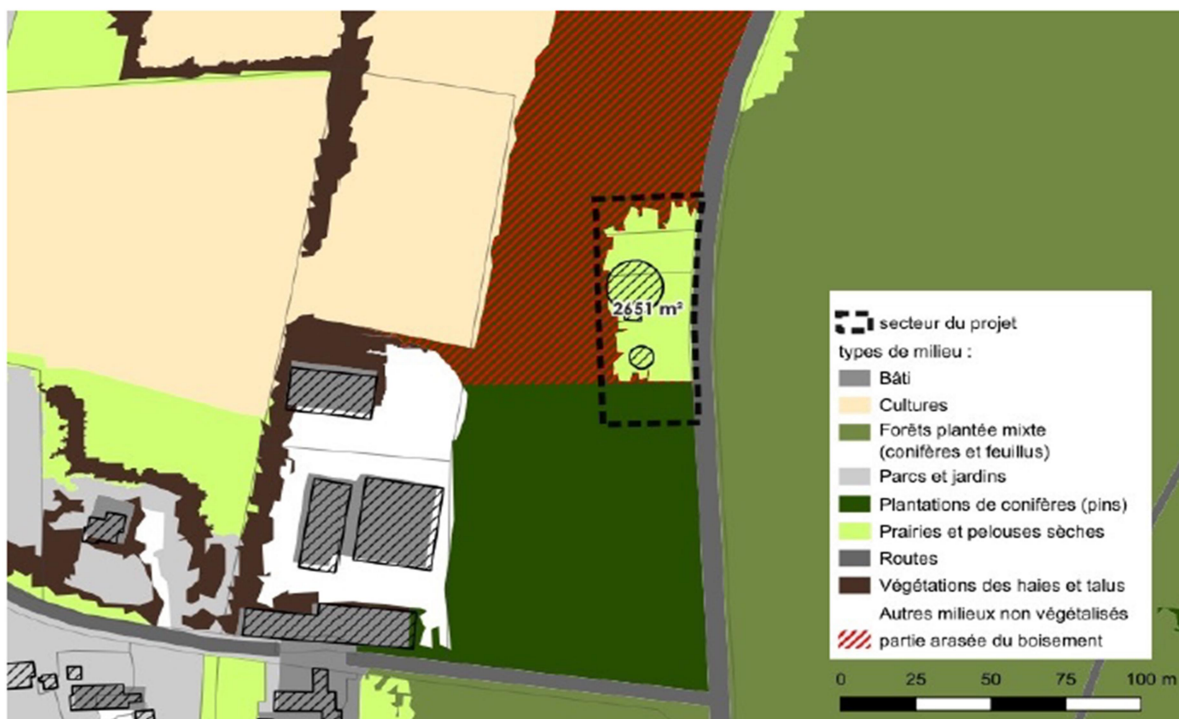 2651 m²
secteur du projet
types de milieu :
Bâti
Cultures
Forêts plantée mixte
(conifères et feuillus)
Parcs et jardins
Plantations de conifères (pins)
Prairies et pelouses sèches
Routes
Végétations des haies et talus
Autres milieux non végétalisés
partie arasée du boisement
0 25 50 75 100 m